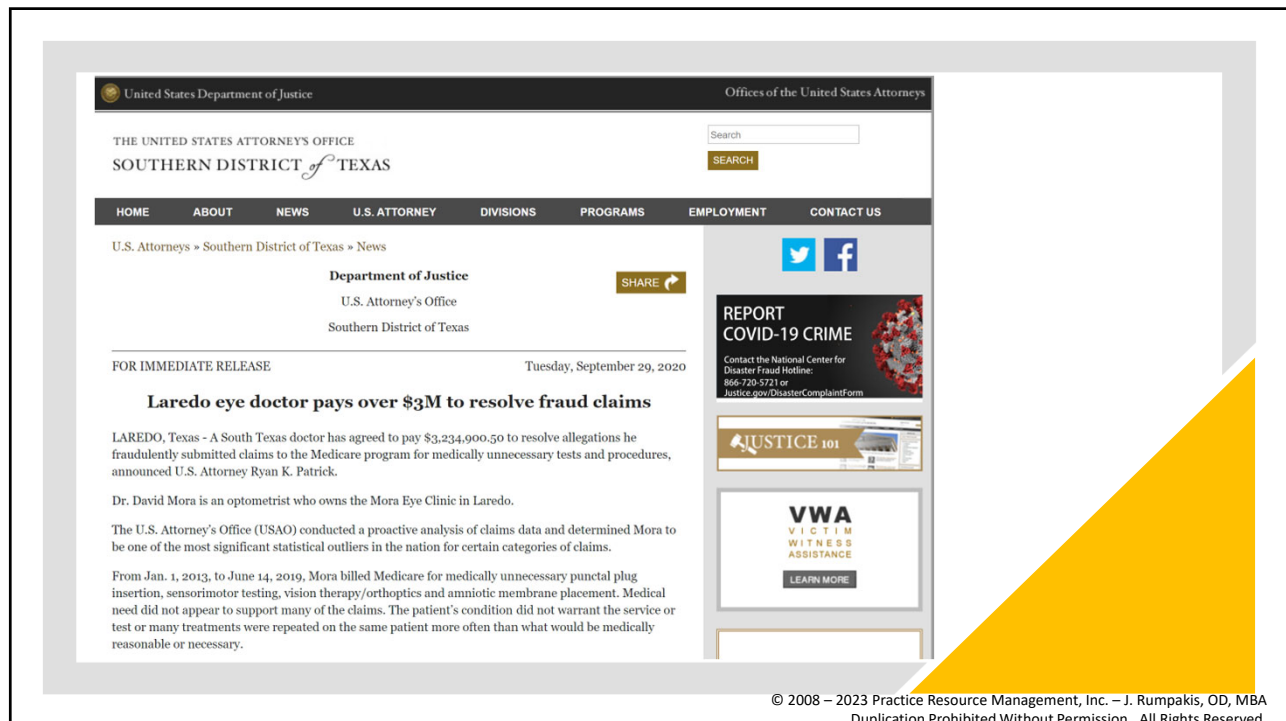 United States Department of Justice
Offices of the United States Attorneys
THE UNITED STATES ATTORNEY'S OFFICE
SOUTHERN DISTRICT of TEXAS
Search
SEARCH
HOME ABOUT NEWS U.S. ATTORNEY DIVISIONS PROGRAMS EMPLOYMENT CONTACT US
U.S. Attorneys » Southern District of Texas » News
Department of Justice
SHARE
U.S. Attorney's Office
Southern District of Texas
FOR IMMEDIATE RELEASE
Tuesday, September 29, 2020
Laredo eye doctor pays over $3M to resolve fraud claims
LAREDO, Texas - A South Texas doctor has agreed to pay $3,234,900.50 to resolve allegations he
fraudulently submitted claims to the Medicare program for medically unnecessary tests and procedures,
announced U.S. Attorney Ryan K. Patrick.
Dr. David Mora is an optometrist who owns the Mora Eye Clinic in Laredo.
The U.S. Attorney's Office (USAO) conducted a proactive analysis of claims data and determined Mora to
be one of the most significant statistical outliers in the nation for certain categories of claims.
From Jan. 1, 2013, to June 14, 2019, Mora billed Medicare for medically unnecessary punctal plug
insertion, sensorimotor testing, vision therapy/orthoptics and amniotic membrane placement. Medical
need did not appear to support many of the claims. The patient's condition did not warrant the service or
test or many treatments were repeated on the same patient more often than what would be medically
reasonable or necessary.
REPORT
COVID-19 CRIME
Contact the National Center for
Disaster Fraud Hotline:
866-720-5721 or
Justice.gov/DisasterComplaintForm
JUSTICE 101
VWA
VICTIM
WITNESS
ASSISTANCE
LEARN MORE
© 2008 – 2023 Practice Resource Management, Inc. – J. Rumpakis, OD, MBA
Duplication Prohibited Without Permission. All Rights Reserved.